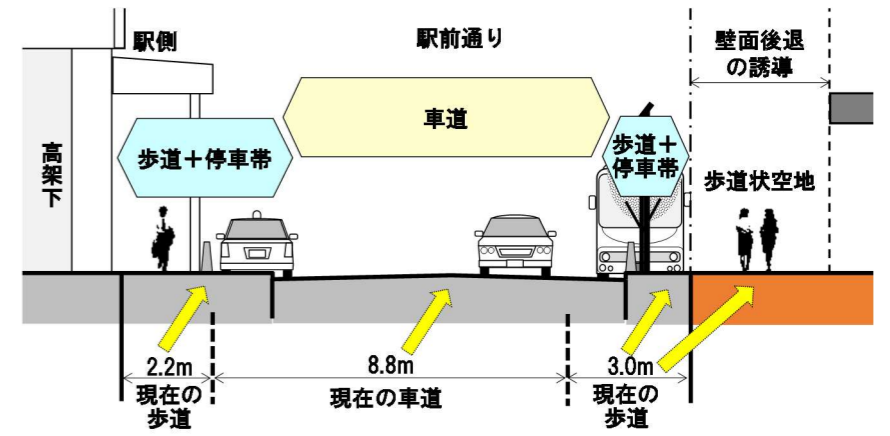 駅側
駅前通り
壁面後退
の誘導
車道
歩道＋停車帯
歩道＋
停車帯
高架下
歩道状空地
2.2m
現在の
歩道
8.8m
現在の車道
3.0m
現在の
歩道